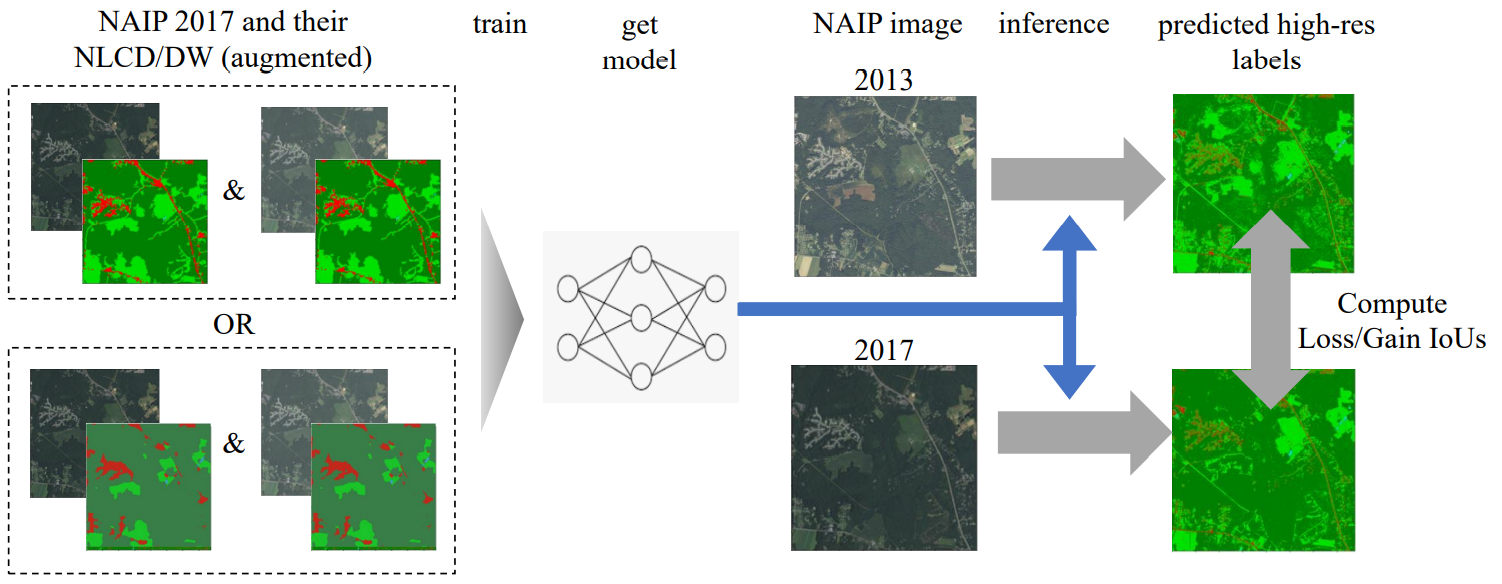 NAIP 2017 and their
NLCD/DW (augmented)
train
get
model
NAIP image
inference
predicted high-res
labels
2013
&
&
OR
2017
Compute
Loss/Gain IoUs
&
&